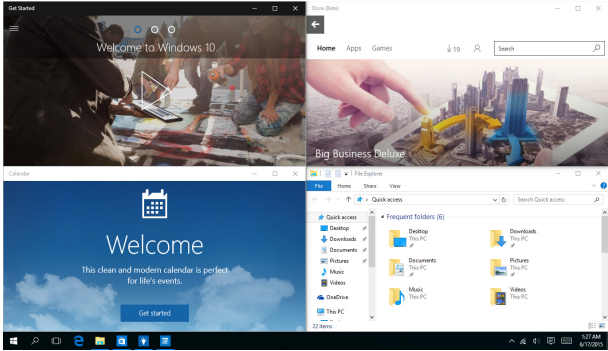 Get Started
Welcome to Windows 10
Store (Beta)
Home Apps Games
19
Search
Big Business Deluxe
Calendar
Welcome
This clean and modern calendar is perfect
for life's events.
Get started
File Explorer
File Home Share View
Quick access
Search Quick access
Quick access
Desktop
Downloads
Documents
Pictures
Music
Videos
OneDrive
This PC
22 items
Frequent folders (6)
Desktop
This PC
Downloads
This PC
Documents
This PC
Pictures
This PC
Music
This PC
Videos
This PC
1:27 AM
6/17/2015